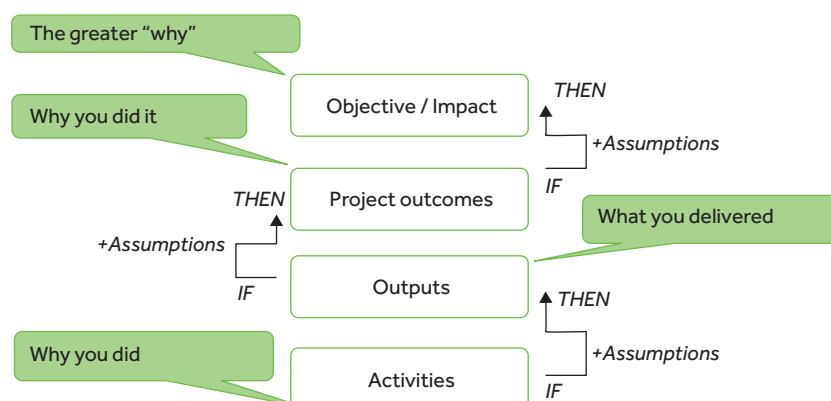 The greater “why”
Objective / Impact
THEN
+Assumptions
IF
Why you did it
Project outcomes
THEN
+Assumptions
IF
What you delivered
Outputs
THEN
+Assumptions
IF
Why you did
Activities